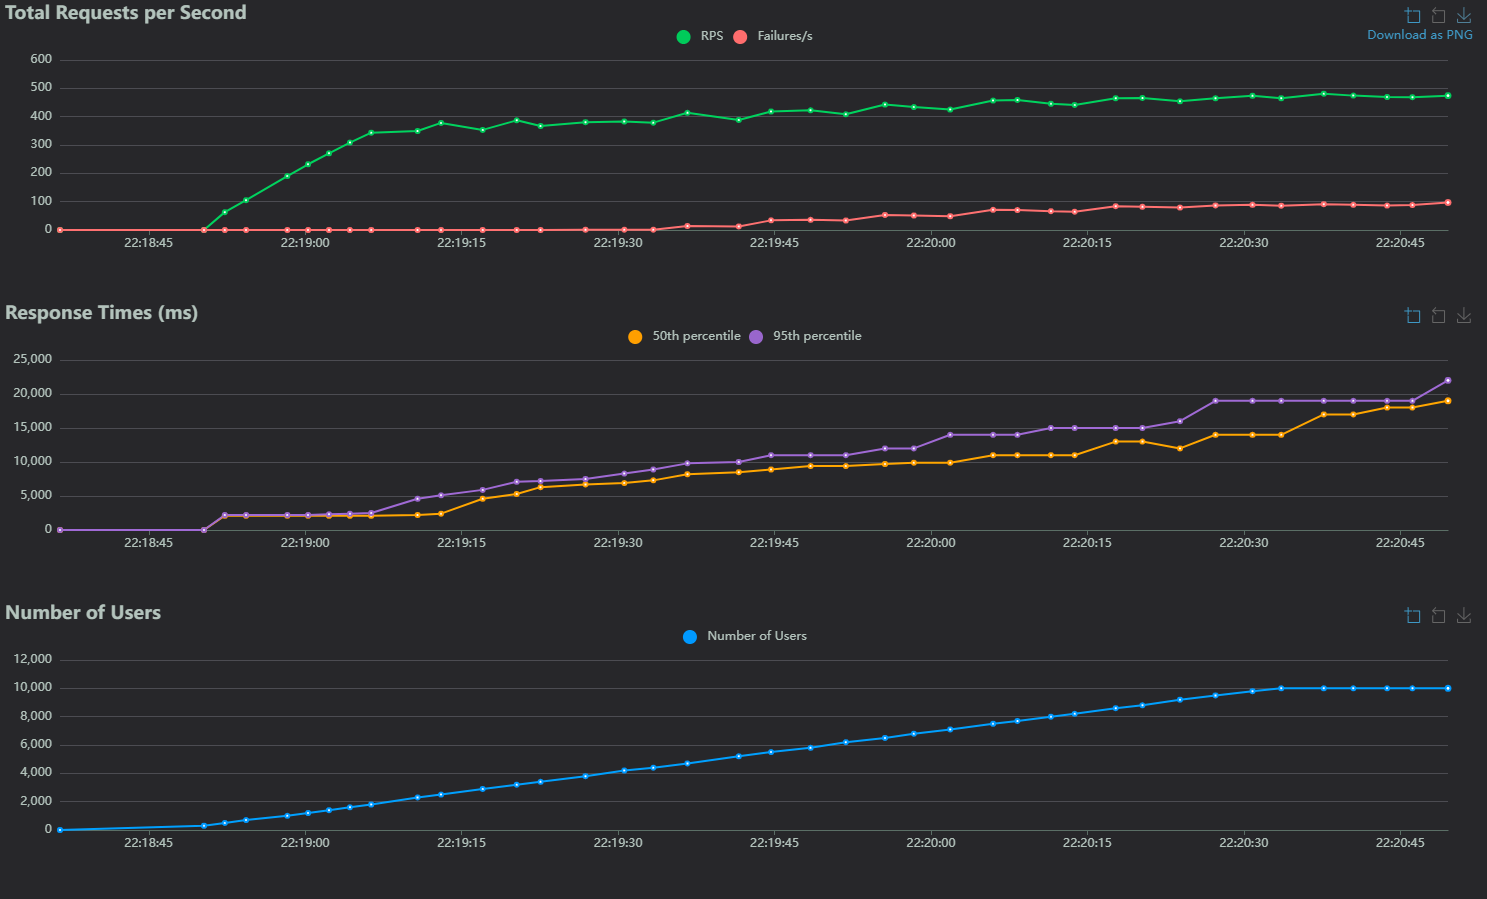 Total Requests per Second
Download as PNG
RPS Failures/s
600
500
400
300
200
100
0
22:18:45 22:19:00 22:19:15 22:19:30 22:19:45 22:20:00 22:20:15 22:20:30 22:20:45
Response Times (ms)
50th percentile 95th percentile
25,000
20,000
15,000
10,000
5,000
0
22:18:45 22:19:00 22:19:15 22:19:30 22:19:45 22:20:00 22:20:15 22:20:30 22:20:45
Number of Users
Number of Users
12,000
10,000
8,000
6,000
4,000
2,000
0
22:18:45 22:19:00 22:19:15 22:19:30 22:19:45 22:20:00 22:20:15 22:20:30 22:20:45